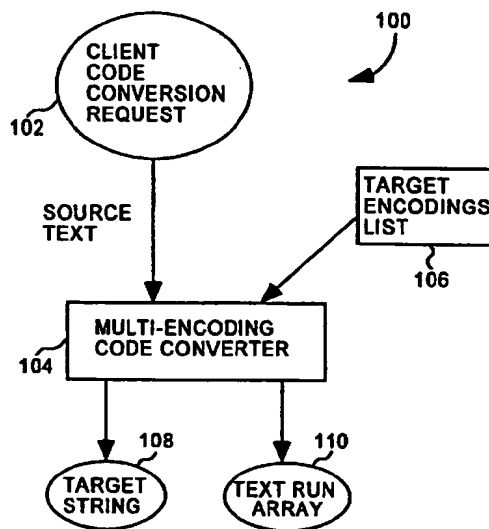 100
CLIENT
CODE
CONVERSION
REQUEST
102
SOURCE
TEXT
TARGET
ENCODINGS
LIST
106
MULTI-ENCODING
CODE CONVERTER
104
108
TARGET
STRING
110
TEXT RUN
ARRAY